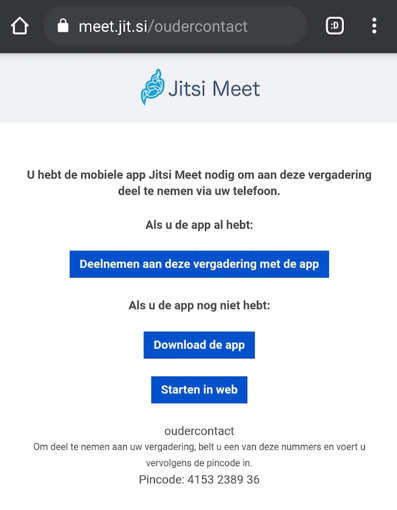 meet.jit.si/oudercontact
:D
Jitsi Meet
U hebt de mobiele app Jitsi Meet nodig om aan deze vergadering
deel te nemen via uw telefoon.
Als u de app al hebt:
Deelnemen aan deze vergadering met de app
Als u de app nog niet hebt:
Download de app
Starten in web
oudercontact
Om deel te nemen aan uw vergadering, belt u een van deze nummers en voert u
vervolgens de pincode in.
Pincode: 4153 2389 36